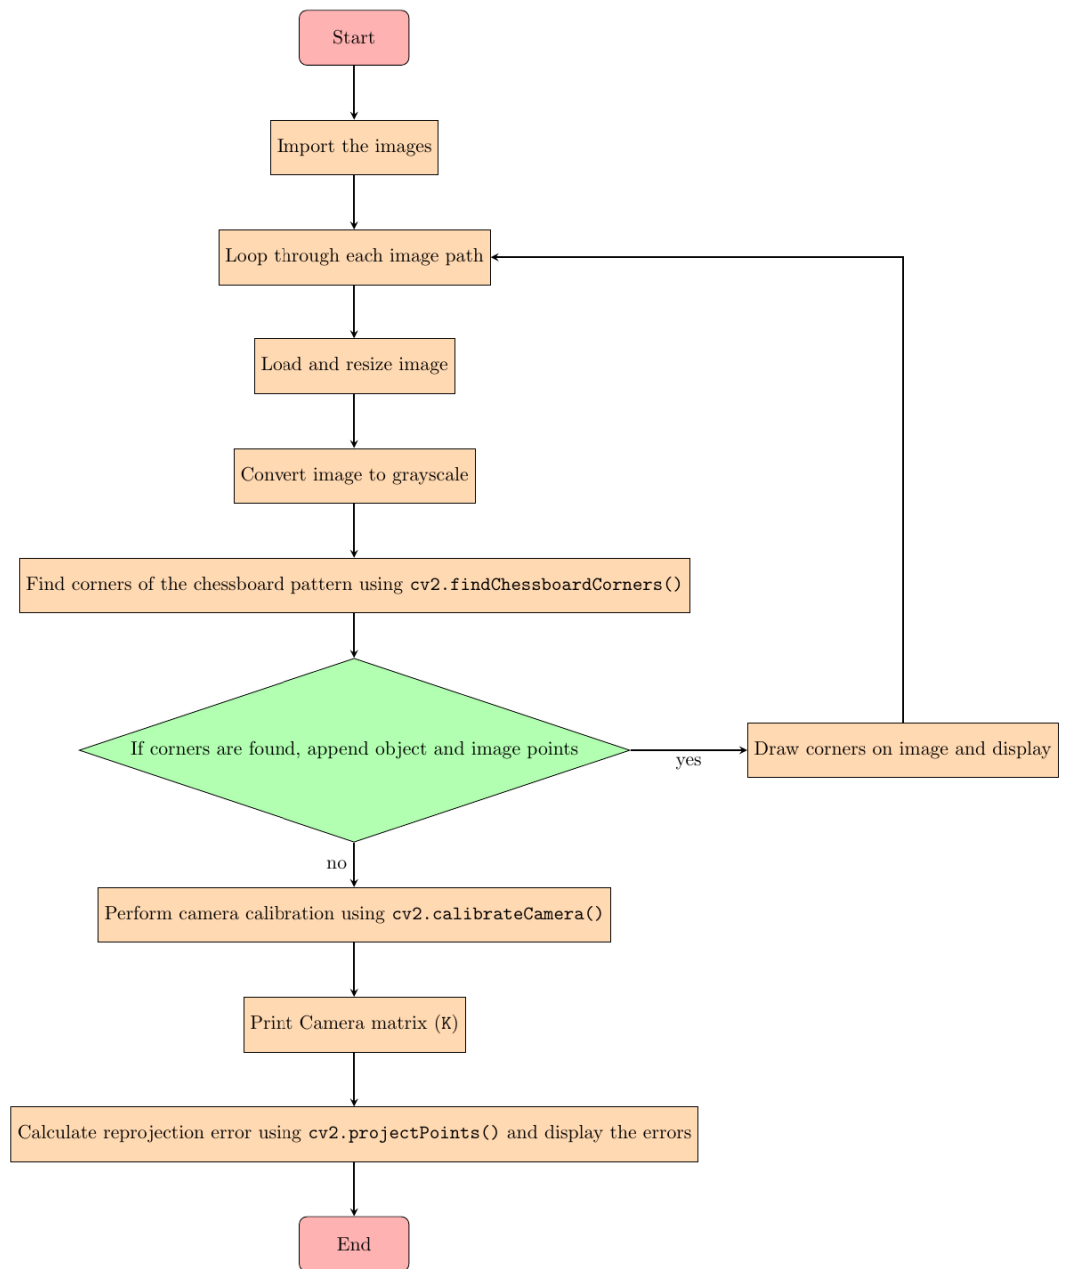 Start
Import the images
Loop through each image path
Load and resize image
Convert image to grayscale
Find corners of the chessboard pattern using cv2.findChessboardCorners()
If corners are found, append object and image points
yes
Draw corners on image and display
no
Perform camera calibration using cv2.calibrateCamera()
Print Camera matrix (K)
Calculate reprojection error using cv2.projectPoints() and display the errors
End